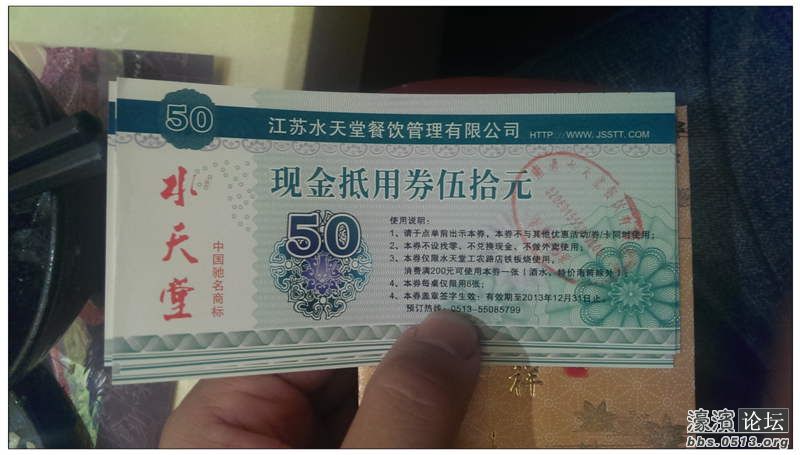 50
江苏水天堂餐饮管理有限公司 HTTP://WWW.JSSTT.COM
水天堂
中国驰名商标
现金抵用券伍拾元
50
使用说明：
1、请于点单前出示本券，本券不与其他优惠活动/券/卡同时使用；
2、本券不设找零、不兑换现金、不做外卖使用；
3、本券仅限水天堂工农路店铁板烧使用，
消费满200元可使用本券一张（酒水、特价海鲜除外）；
4、本券每桌仅限用6张；
4、本券盖章签字生效，有效期至2013年12月31日止。
预订热线：0513-55085799
祥
濠滨论坛
bbs.0513.org